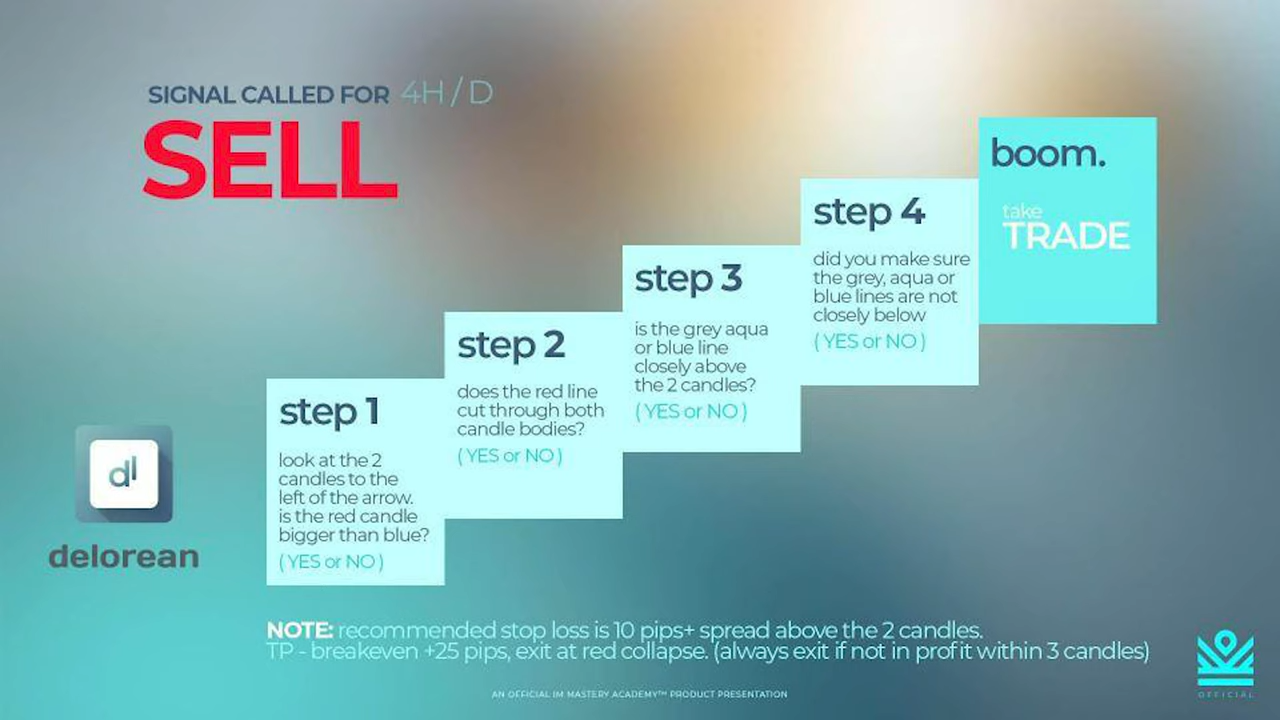 SIGNAL CALLED FOR 4H / D
SELL
step 1
look at the 2
candles to the
left of the arrow.
is the red candle
bigger than blue?
( YES or NO )
step 2
does the red line
cut through both
candle bodies?
( YES or NO )
step 3
is the grey aqua
or blue line
closely above
the 2 candles?
( YES or NO )
step 4
did you make sure
the grey, aqua or
blue lines are not
closely below
( YES or NO )
boom.
take
TRADE
dl
delorean
NOTE: recommended stop loss is 10 pips+ spread above the 2 candles.
TP - breakeven +25 pips, exit at red collapse. (always exit if not in profit within 3 candles)
AN OFFICIAL IM MASTERY ACADEMY™ PRODUCT PRESENTATION
OFFICIAL